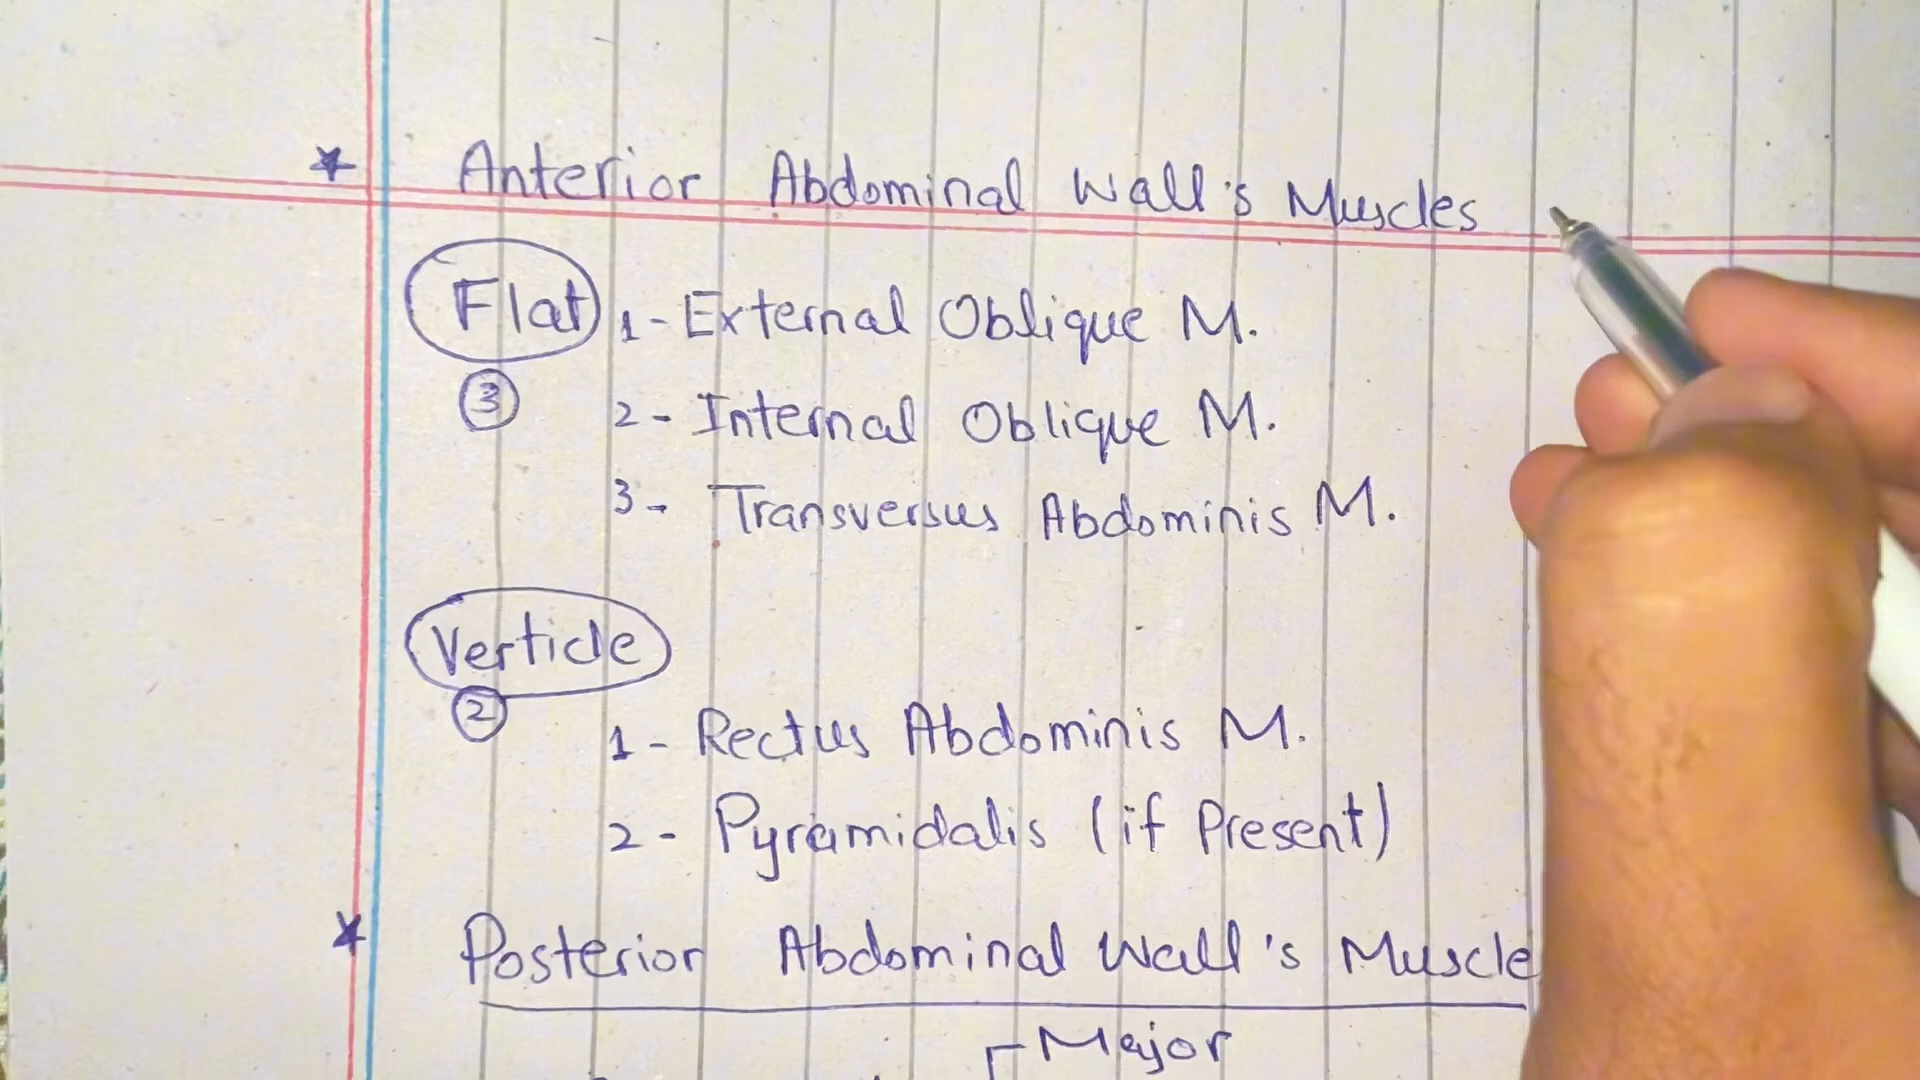 * Anterior Abdominal Wall's Muscles
Flat 1- External Oblique M.
3 2- Internal Oblique M.
3- Transversus Abdominis M.
Verticle
2
1- Rectus Abdominis M.
2- Pyramidalis (if Present)
* Posterior Abdominal Wall's Muscle
Major